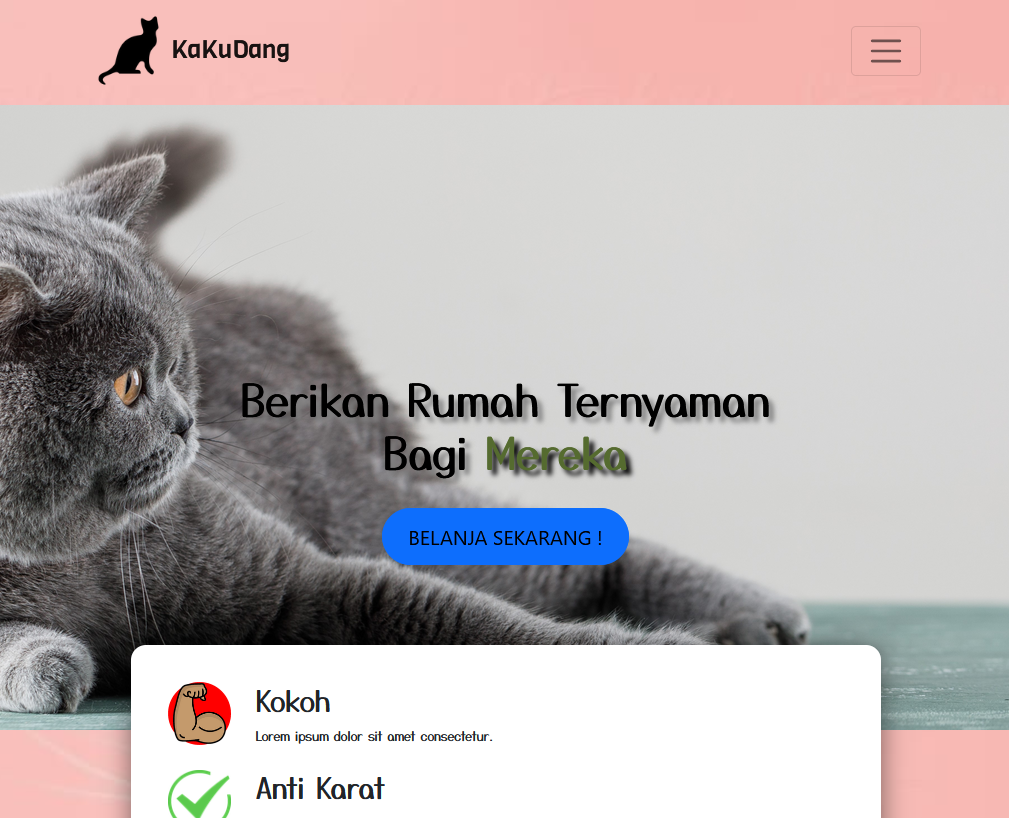 KaKuDang
Berikan Rumah Ternyaman
Bagi Mereka
BELANJA SEKARANG !
Kokoh
Lorem ipsum dolor sit amet consectetur.
Anti Karat